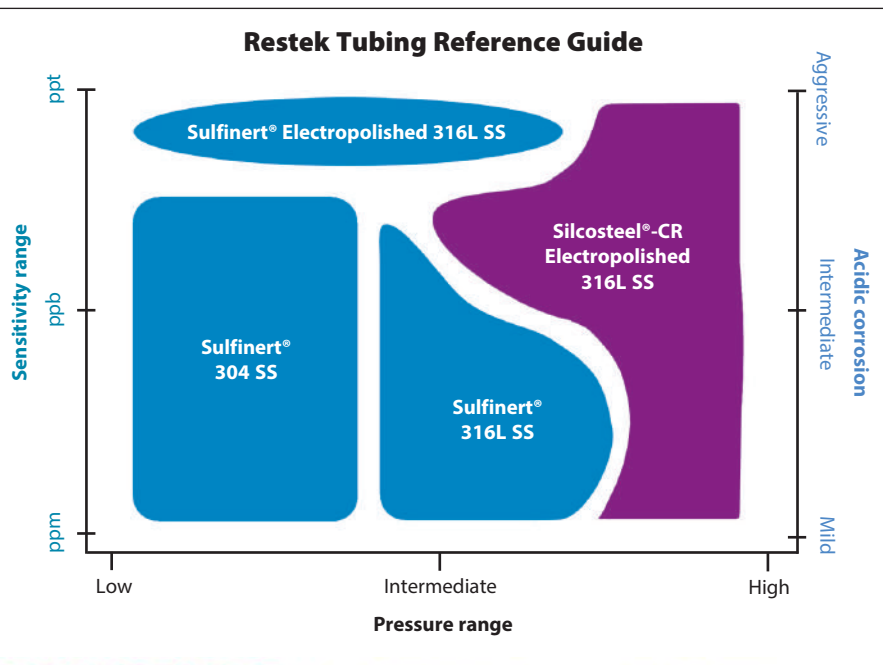 Restek Tubing Reference Guide
ppt
Aggressive
Sulfinert® Electropolished 316L SS
Silcosteel®-CR
Electropolished
316L SS
Sensitivity range
ppb
Intermediate
Acidic corrosion
Sulfinert®
304 SS
Sulfinert®
316L SS
ppm
Mild
Low
Intermediate
High
Pressure range